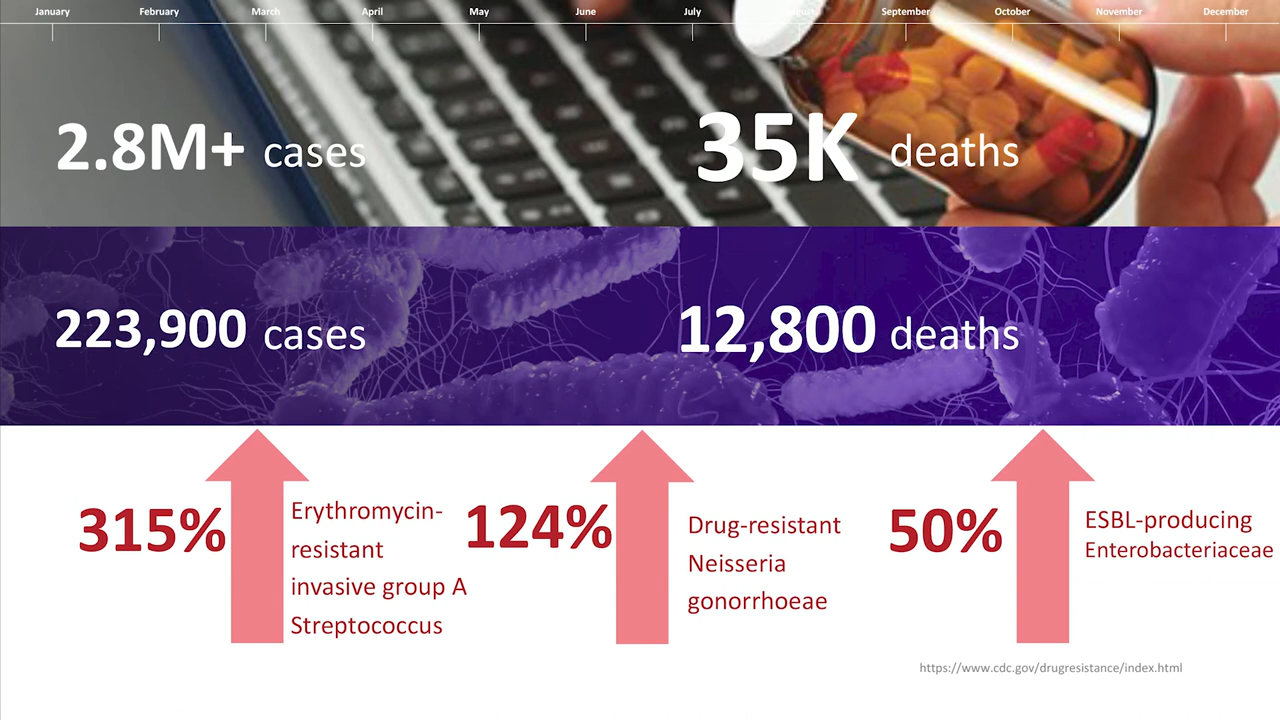 January February March April May June July August September October November December
2.8M+ cases 35K deaths
223,900 cases 12,800 deaths
315%
Erythromycin-
resistant
invasive group A
Streptococcus
124%
Drug-resistant
Neisseria
gonorrhoeae
50%
ESBL-producing
Enterobacteriaceae
https://www.cdc.gov/drugresistance/index.html